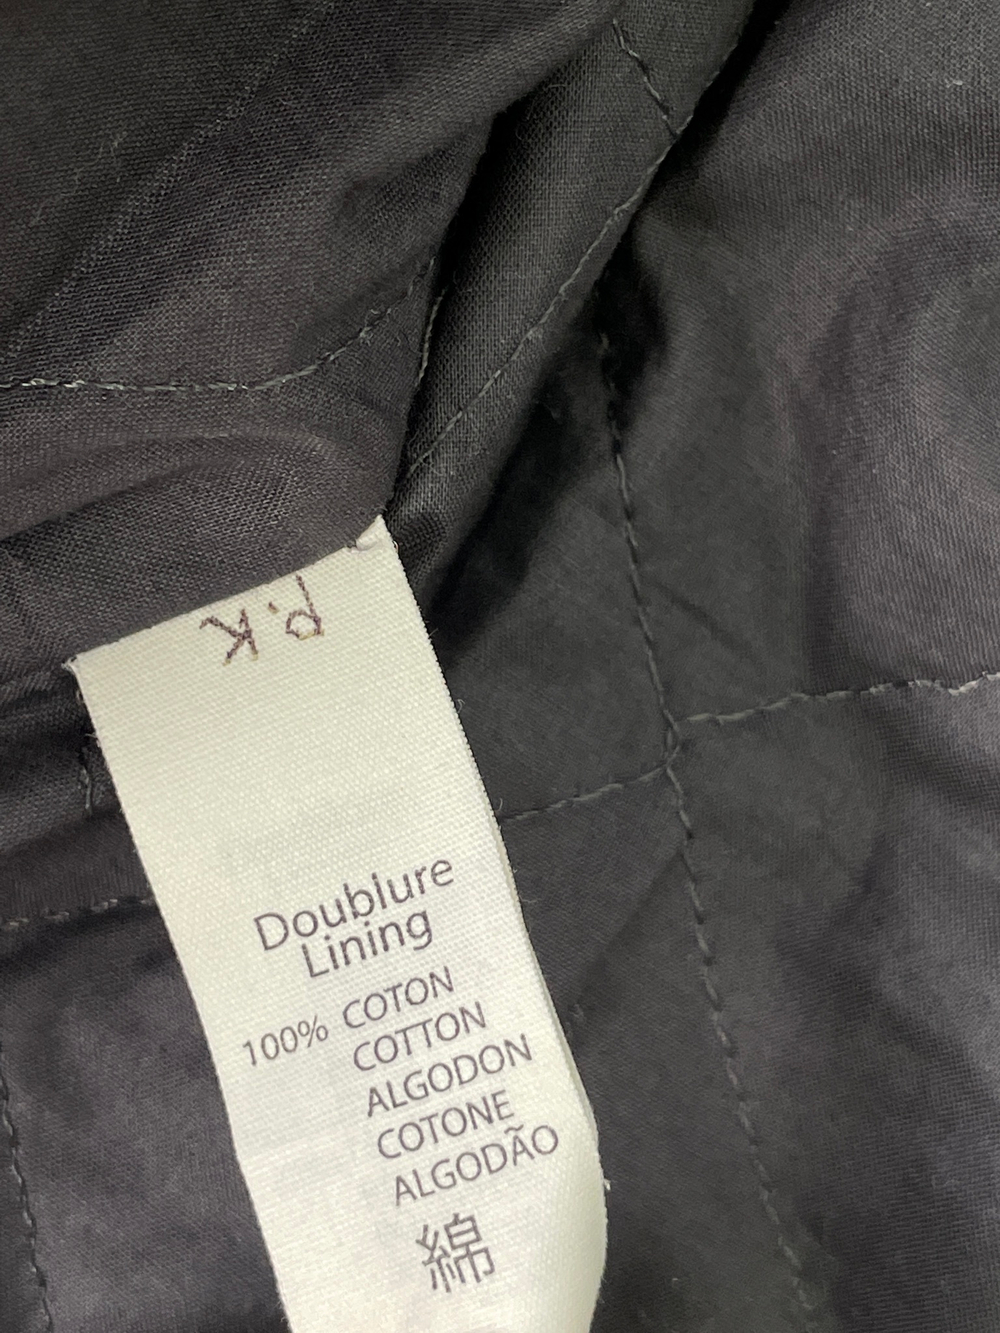 P.K
Doublure
Lining
100% COTON
COTTON
ALGODON
COTONE
ALGODÃO
綿